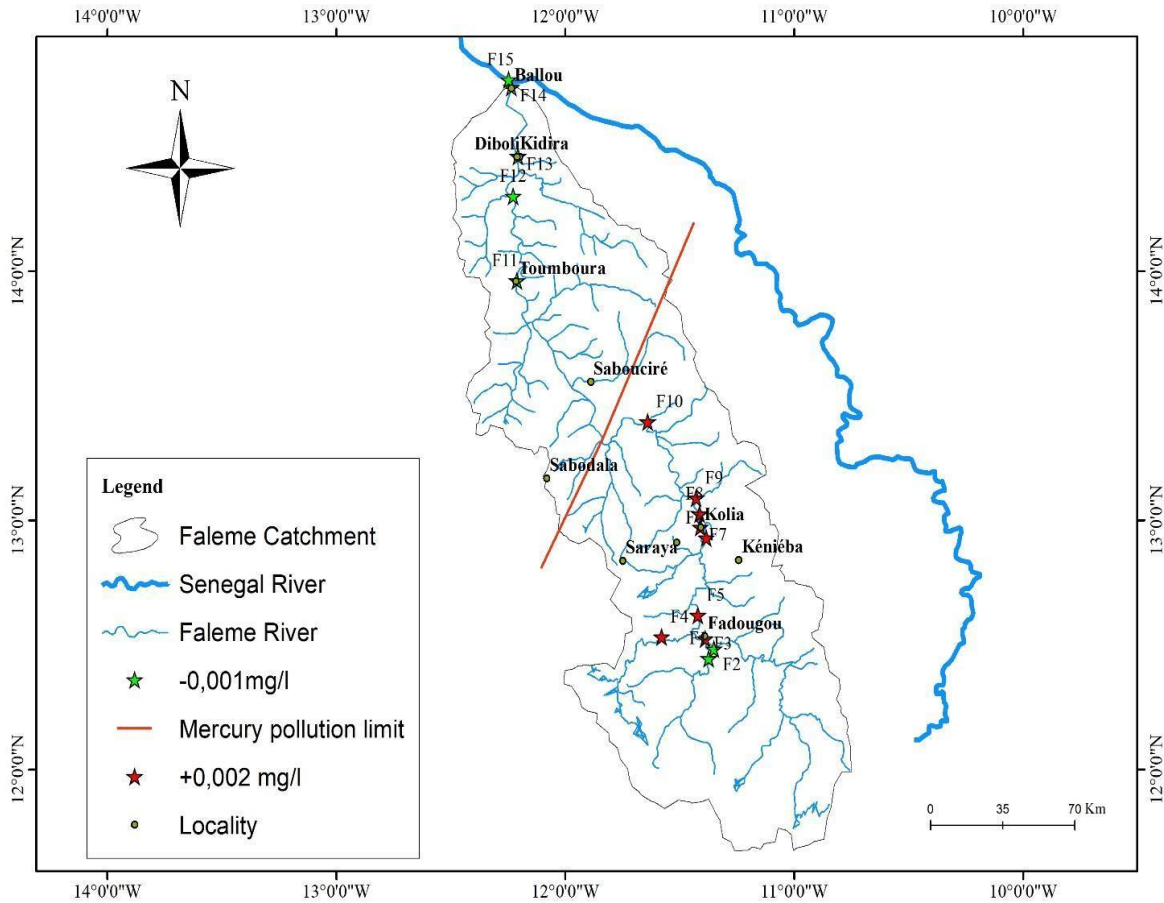 14°0'0"W 13°0'0"W 12°0'0"W 11°0'0"W 10°0'0"W
F15
Ballou
F14
N
Diboli Kidira
F13
F12
14°0'0"N
14°0'0"N
F11
Toumboura
Sabouciré
F10
Sabodala
F9
F8
Kolia
F7
13°0'0"N
13°0'0"N
Saraya
Kéniéba
F5
F4
Fadougou
F3
F2
Legend
Faleme Catchment
Senegal River
Faleme River
-0,001mg/l
Mercury pollution limit
+0,002 mg/l
Locality
12°0'0"N
12°0'0"N
0 35 70 Km
14°0'0"W 13°0'0"W 12°0'0"W 11°0'0"W 10°0'0"W